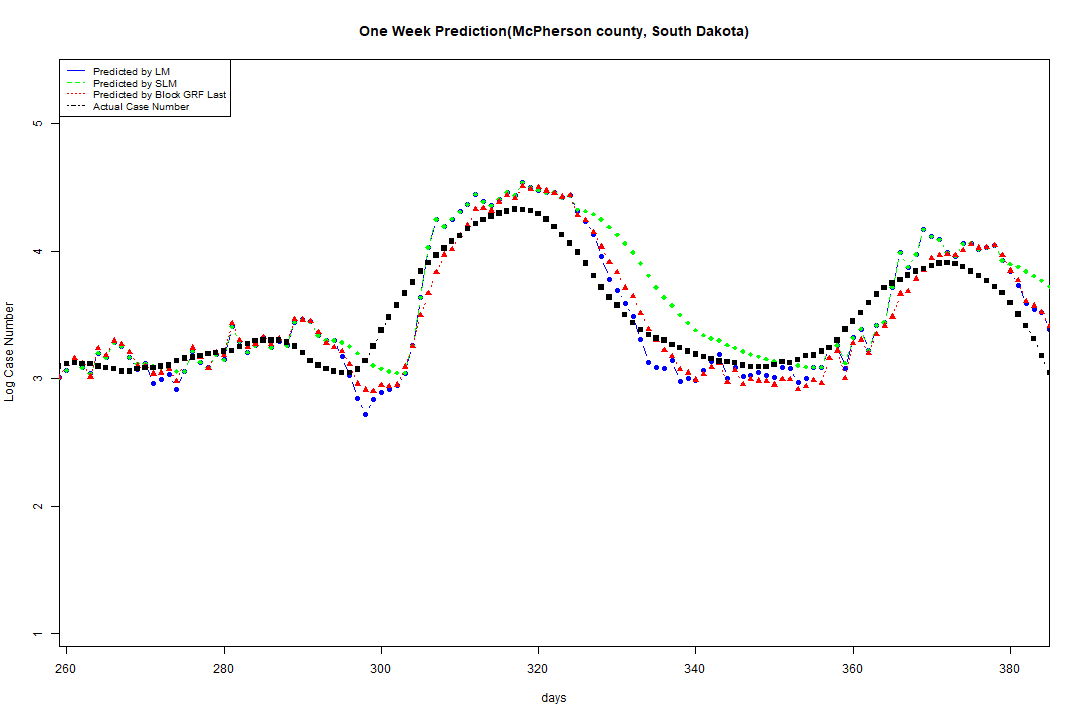 One Week Prediction(McPherson county, South Dakota)
Predicted by LM
Predicted by SLM
Predicted by Block GRF Last
Actual Case Number
5
4
3
2
1
Log Case Number
260 280 300 320 340 360 380
days